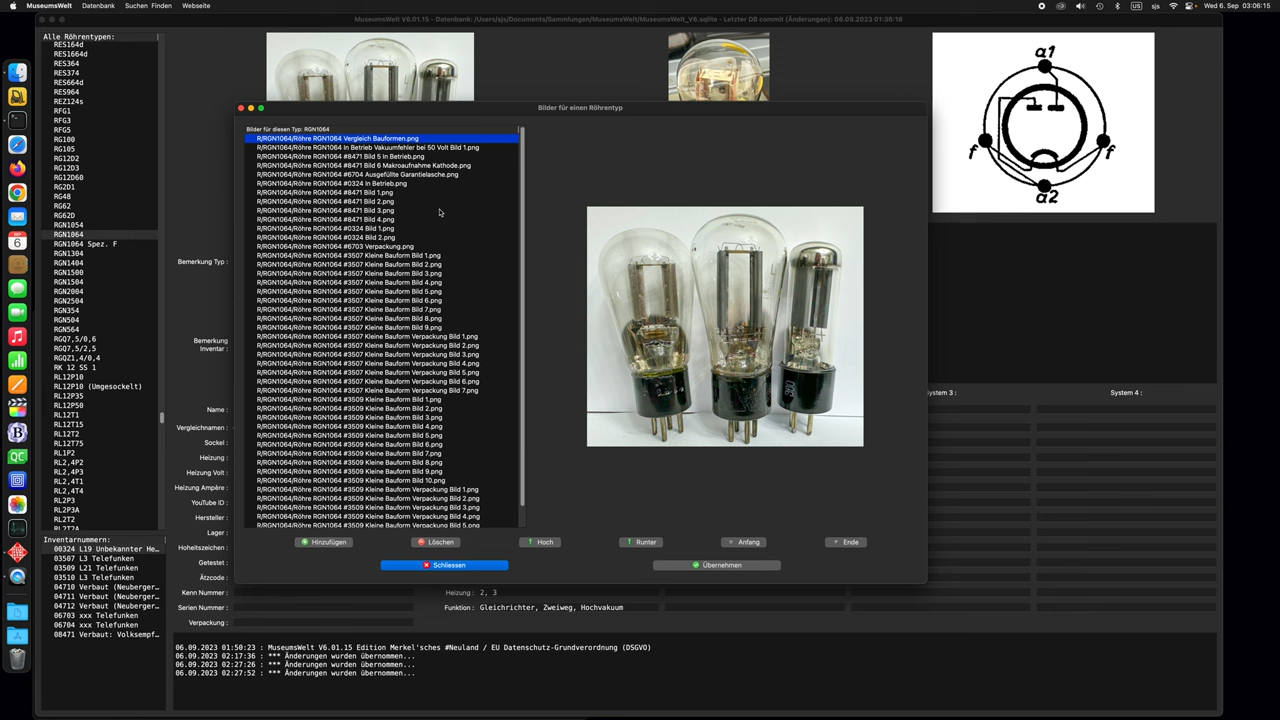 MuseumsWelt Datenbank Suchen Finden Webseite
sjs US Wed 6. Sep 03:06:15
MuseumsWelt V6.01.15 - Datenbank: /Users/sjs/Documents/Sammlungen/MuseumsWelt/MuseumsWelt_V6.sqlite - Letzter DB commit (Änderungen): 06.09.2023 01:36:18
Alle Röhrentypen:
RES164d
RES1664d
RES364
RES374
RES664d
RES964
REZ124s
RFG1
RFG3
RFG5
RG100
RG105
RG12D2
RG12D3
RG12D60
RG2D1
RG48
RG62
RG62D
RGN1054
RGN1064
RGN1064 Spez. F
RGN1304
RGN1404
RGN1500
RGN1504
RGN2004
RGN2504
RGN354
RGN504
RGN564
RGQ7,5/0,6
RGQ7,5/2,5
RGQZ1,4/0,4
RK 12 SS 1
RL12P10
RL12P10 (Umgesockelt)
RL12P35
RL12P50
RL12T1
RL12T15
RL12T2
RL12T75
RL1P2
RL2,4P2
RL2,4P3
RL2,4T1
RL2,4T4
RL2P3
RL2P3A
RL2T2
RL2T2A
Inventarnummern:
00324 L19 Unbekannter He…
03507 L3 Telefunken
03509 L21 Telefunken
03510 L3 Telefunken
04710 Verbaut (Neuberger…
04711 Verbaut (Neuberger…
04712 Verbaut (Neuberger…
06703 xxx Telefunken
06704 xxx Telefunken
08471 Verbaut: Volksempf…
Bemerkung Typ :
Bemerkung
Inventar :
Name :
Vergleichnamen :
Sockel :
Heizung :
Heizung Volt :
Heizung Ampère :
YouTube ID :
Hersteller :
Lager :
Hoheitszeichen :
Getestet :
Ätzcode :
Kenn Nummer :
Serien Nummer :
Verpackung :
Bilder für einen Röhrentyp
Bilder für diesen Typ: RGN1064
R/RGN1064/Röhre RGN1064 Vergleich Bauformen.png
R/RGN1064/Röhre RGN1064 In Betrieb Vakuumfehler bei 50 Volt Bild 1.png
R/RGN1064/Röhre RGN1064 #8471 Bild 5 In Betrieb.png
R/RGN1064/Röhre RGN1064 #8471 Bild 6 Makroaufnahme Kathode.png
R/RGN1064/Röhre RGN1064 #6704 Ausgefüllte Garantielasche.png
R/RGN1064/Röhre RGN1064 #0324 In Betrieb.png
R/RGN1064/Röhre RGN1064 #8471 Bild 1.png
R/RGN1064/Röhre RGN1064 #8471 Bild 2.png
R/RGN1064/Röhre RGN1064 #8471 Bild 3.png
R/RGN1064/Röhre RGN1064 #8471 Bild 4.png
R/RGN1064/Röhre RGN1064 #0324 Bild 1.png
R/RGN1064/Röhre RGN1064 #0324 Bild 2.png
R/RGN1064/Röhre RGN1064 #6703 Verpackung.png
R/RGN1064/Röhre RGN1064 #3507 Kleine Bauform Bild 1.png
R/RGN1064/Röhre RGN1064 #3507 Kleine Bauform Bild 2.png
R/RGN1064/Röhre RGN1064 #3507 Kleine Bauform Bild 3.png
R/RGN1064/Röhre RGN1064 #3507 Kleine Bauform Bild 4.png
R/RGN1064/Röhre RGN1064 #3507 Kleine Bauform Bild 5.png
R/RGN1064/Röhre RGN1064 #3507 Kleine Bauform Bild 6.png
R/RGN1064/Röhre RGN1064 #3507 Kleine Bauform Bild 7.png
R/RGN1064/Röhre RGN1064 #3507 Kleine Bauform Bild 8.png
R/RGN1064/Röhre RGN1064 #3507 Kleine Bauform Bild 9.png
R/RGN1064/Röhre RGN1064 #3507 Kleine Bauform Verpackung Bild 1.png
R/RGN1064/Röhre RGN1064 #3507 Kleine Bauform Verpackung Bild 2.png
R/RGN1064/Röhre RGN1064 #3507 Kleine Bauform Verpackung Bild 3.png
R/RGN1064/Röhre RGN1064 #3507 Kleine Bauform Verpackung Bild 4.png
R/RGN1064/Röhre RGN1064 #3507 Kleine Bauform Verpackung Bild 5.png
R/RGN1064/Röhre RGN1064 #3507 Kleine Bauform Verpackung Bild 6.png
R/RGN1064/Röhre RGN1064 #3507 Kleine Bauform Verpackung Bild 7.png
R/RGN1064/Röhre RGN1064 #3509 Kleine Bauform Bild 1.png
R/RGN1064/Röhre RGN1064 #3509 Kleine Bauform Bild 2.png
R/RGN1064/Röhre RGN1064 #3509 Kleine Bauform Bild 3.png
R/RGN1064/Röhre RGN1064 #3509 Kleine Bauform Bild 4.png
R/RGN1064/Röhre RGN1064 #3509 Kleine Bauform Bild 5.png
R/RGN1064/Röhre RGN1064 #3509 Kleine Bauform Bild 6.png
R/RGN1064/Röhre RGN1064 #3509 Kleine Bauform Bild 7.png
R/RGN1064/Röhre RGN1064 #3509 Kleine Bauform Bild 8.png
R/RGN1064/Röhre RGN1064 #3509 Kleine Bauform Bild 9.png
R/RGN1064/Röhre RGN1064 #3509 Kleine Bauform Bild 10.png
R/RGN1064/Röhre RGN1064 #3509 Kleine Bauform Verpackung Bild 1.png
R/RGN1064/Röhre RGN1064 #3509 Kleine Bauform Verpackung Bild 2.png
R/RGN1064/Röhre RGN1064 #3509 Kleine Bauform Verpackung Bild 3.png
R/RGN1064/Röhre RGN1064 #3509 Kleine Bauform Verpackung Bild 4.png
R/RGN1064/Röhre RGN1064 #3509 Kleine Bauform Verpackung Bild 5.png
Hinzufügen Löschen Hoch Runter Anfang Ende
Schliessen Übernehmen
a1
f f
a2
System 3 : System 4 :
Heizung : 2, 3
Funktion : Gleichrichter, Zweiweg, Hochvakuum
06.09.2023 01:50:23 : MuseumsWelt V6.01.15 Edition Merkel'sches #Neuland / EU Datenschutz-Grundverordnung (DSGVO)
06.09.2023 02:17:36 : *** Änderungen wurden übernommen...
06.09.2023 02:27:26 : *** Änderungen wurden übernommen...
06.09.2023 02:27:52 : *** Änderungen wurden übernommen...